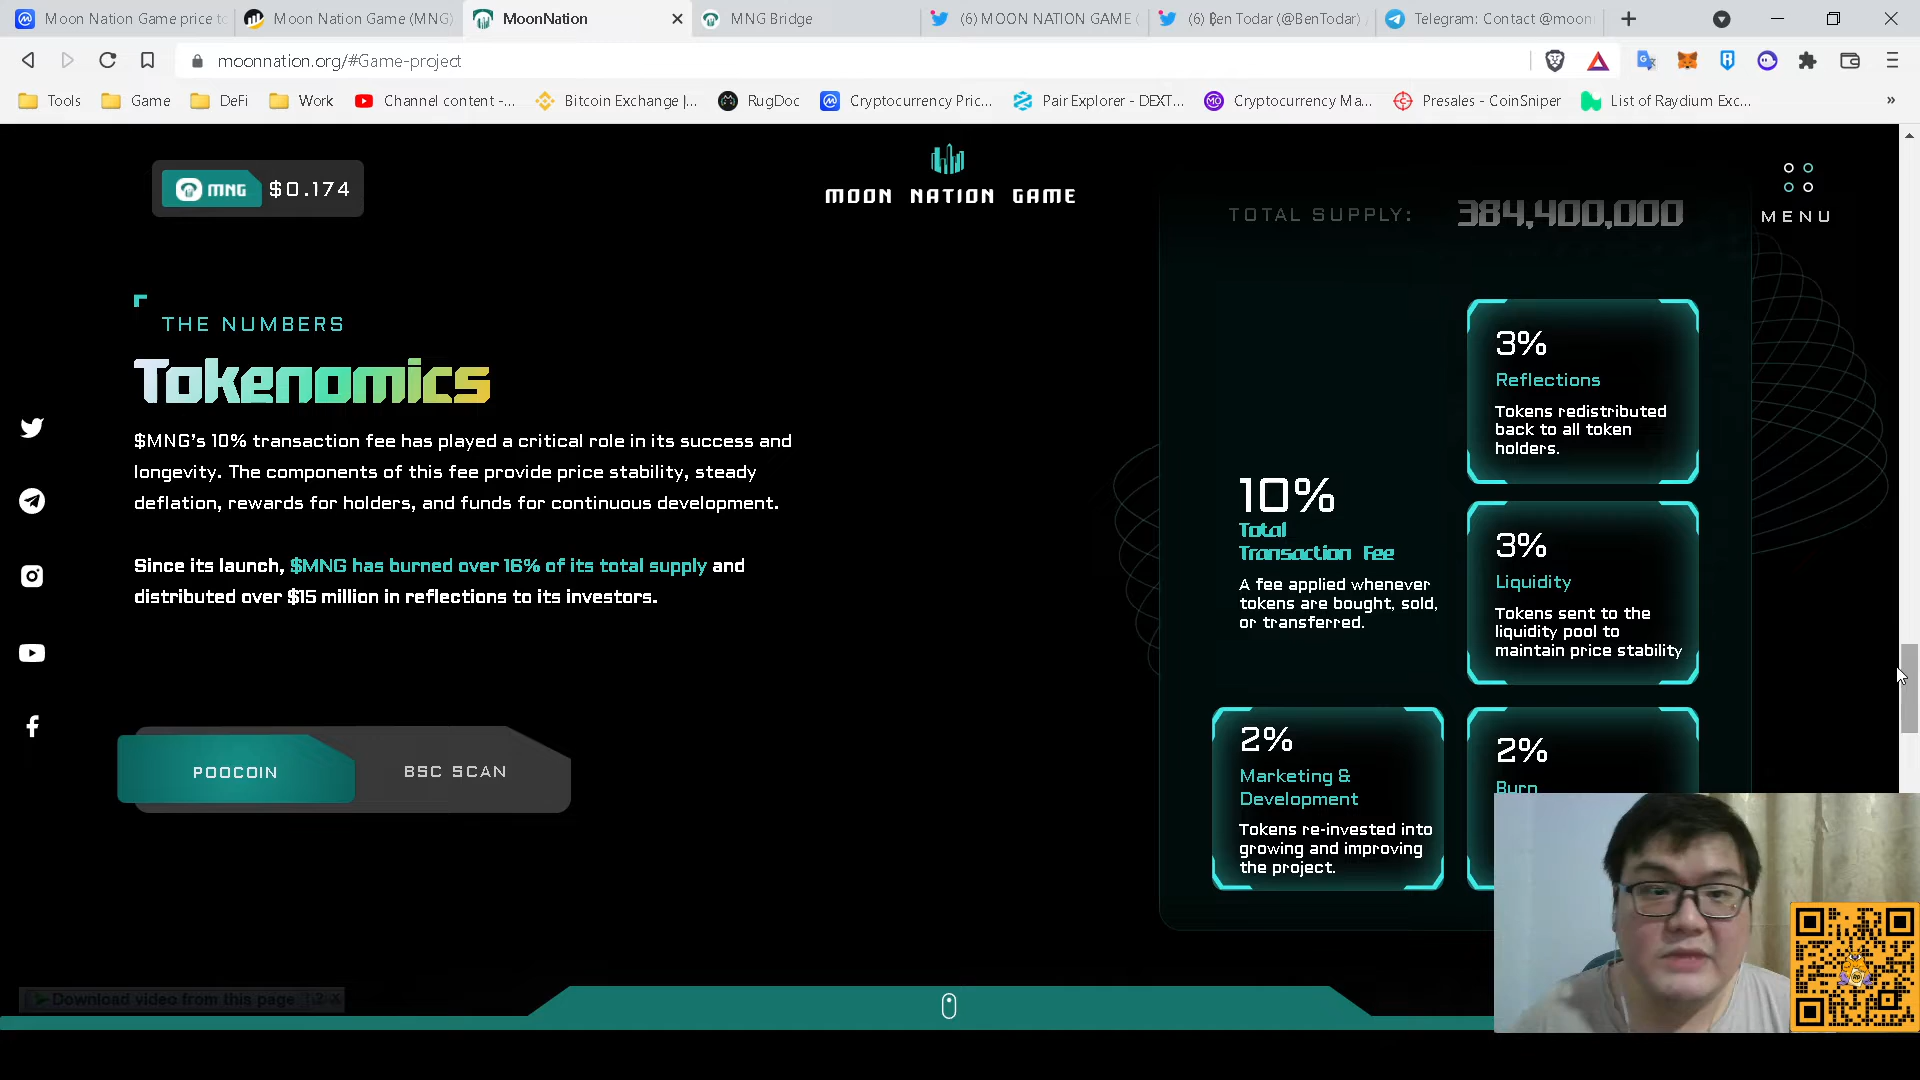 Moon Nation Game price to
Moon Nation Game (MNG)
MoonNation
MNG Bridge
(6) MOON NATION GAME (
(6) Ben Todar (@BenTodar)
Telegram: Contact @moon
moonnation.org/#Game-project
Tools
Game
DeFi
Work
Channel content -...
Bitcoin Exchange |...
RugDoc
Cryptocurrency Pric...
Pair Explorer - DEXT...
Cryptocurrency Ma...
Presales - CoinSniper
List of Raydium Exc...
»
MNG $0.174
MOON NATION GAME
MENU
TOTAL SUPPLY: 384,400,000
THE NUMBERS
Tokenomics
$MNG's 10% transaction fee has played a critical role in its success and
longevity. The components of this fee provide price stability, steady
deflation, rewards for holders, and funds for continuous development.
Since its launch, $MNG has burned over 16% of its total supply and
distributed over $15 million in reflections to its investors.
POOCOIN
BSC SCAN
3%
Reflections
Tokens redistributed
back to all token
holders.
10%
Total
Transaction Fee
A fee applied whenever
tokens are bought, sold,
or transferred.
3%
Liquidity
Tokens sent to the
liquidity pool to
maintain price stability
2%
Marketing &
Development
Tokens re-invested into
growing and improving
the project.
2%
Burn
Download video from this page ? X